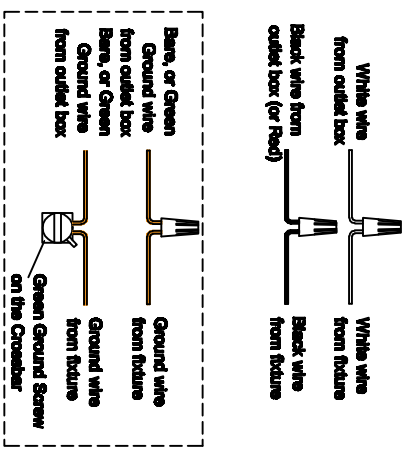 White wire
from outlet box
White wire
from fixture
Black wire from
outlet box (or Red)
Black wire
from fixture
Bare, or Green
Ground wire
from outlet box
Ground wire
from fixture
Bare, or Green
Ground wire
from outlet box
Ground wire
from fixture
Green Ground Screw
on the Crossbar